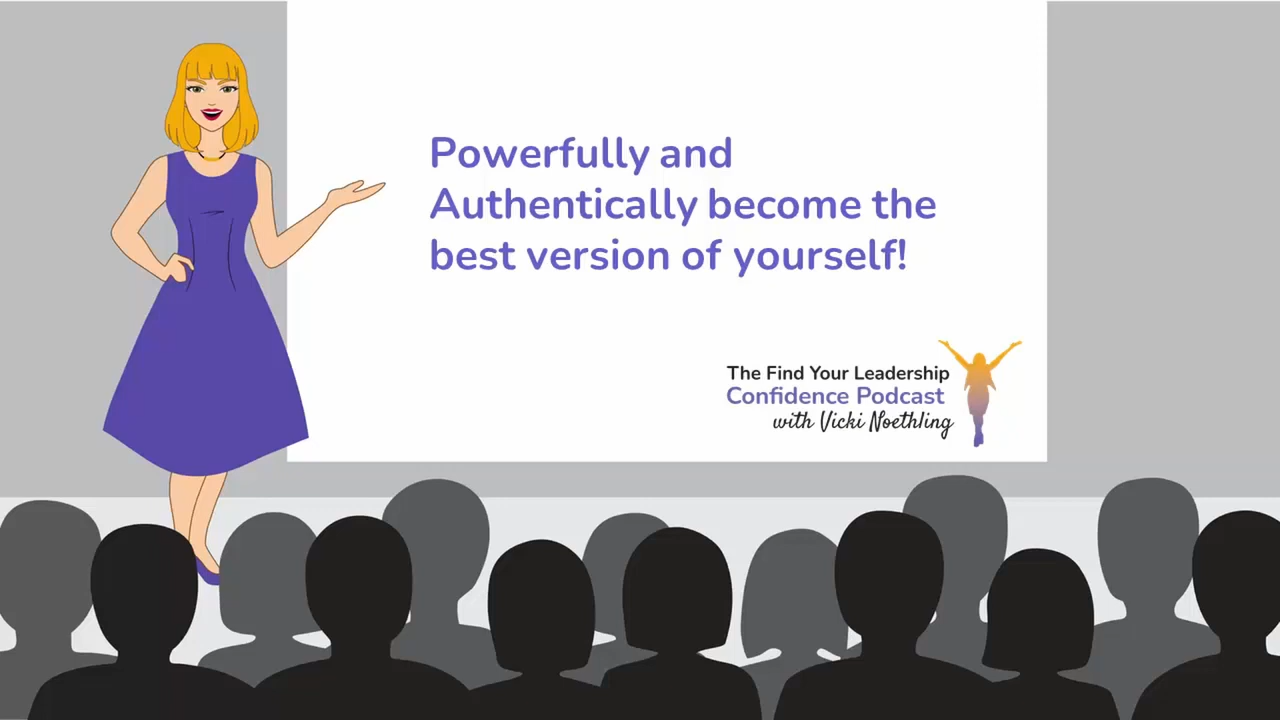 Powerfully and
Authentically become the
best version of yourself!
The Find Your Leadership
Confidence Podcast
with Vicki Noethling